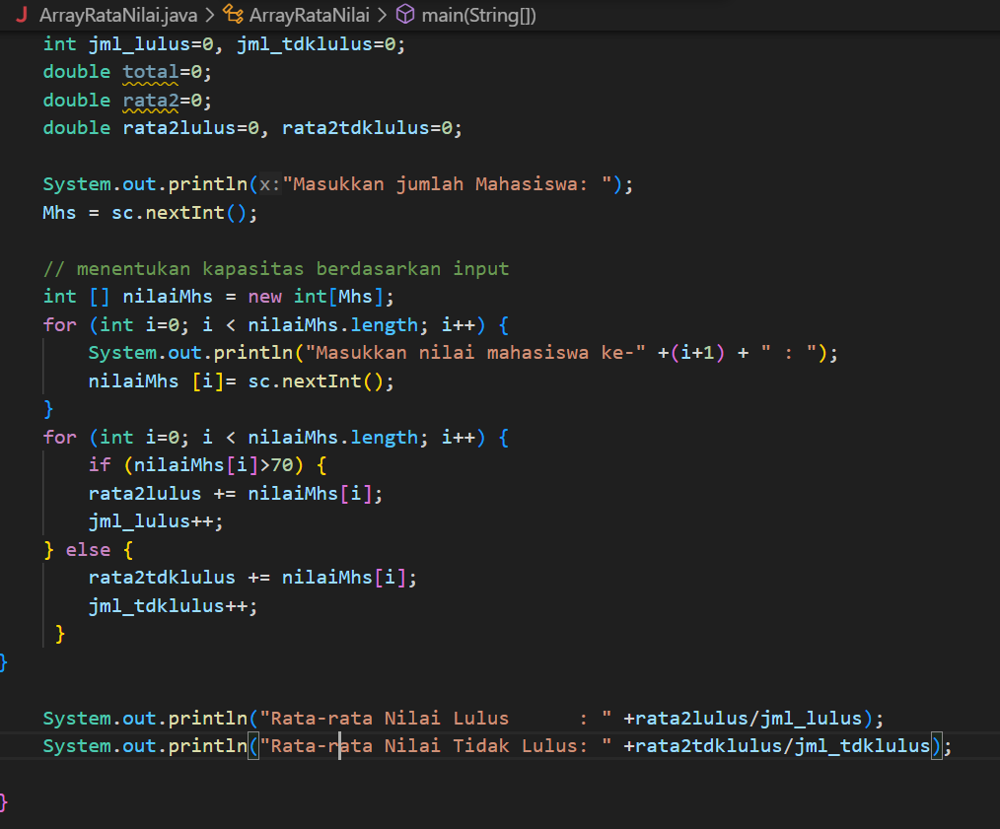 ArrayRataNilai.java > ArrayRataNilai > main(String[])
int jml_lulus=0, jml_tdklulus=0;
double total=0;
double rata2=0;
double rata2lulus=0, rata2tdklulus=0;
System.out.println(x:"Masukkan jumlah Mahasiswa: ");
Mhs = sc.nextInt();
// menentukan kapasitas berdasarkan input
int [] nilaiMhs = new int[Mhs];
for (int i=0; i < nilaiMhs.length; i++) {
System.out.println("Masukkan nilai mahasiswa ke-" +(i+1) + " : ");
nilaiMhs [i]= sc.nextInt();
}
for (int i=0; i < nilaiMhs.length; i++) {
if (nilaiMhs[i]>70) {
rata2lulus += nilaiMhs[i];
jml_lulus++;
} else {
rata2tdklulus += nilaiMhs[i];
jml_tdklulus++;
}
}
System.out.println("Rata-rata Nilai Lulus      : " +rata2lulus/jml_lulus);
System.out.println("Rata-rata Nilai Tidak Lulus: " +rata2tdklulus/jml_tdklulus);
}